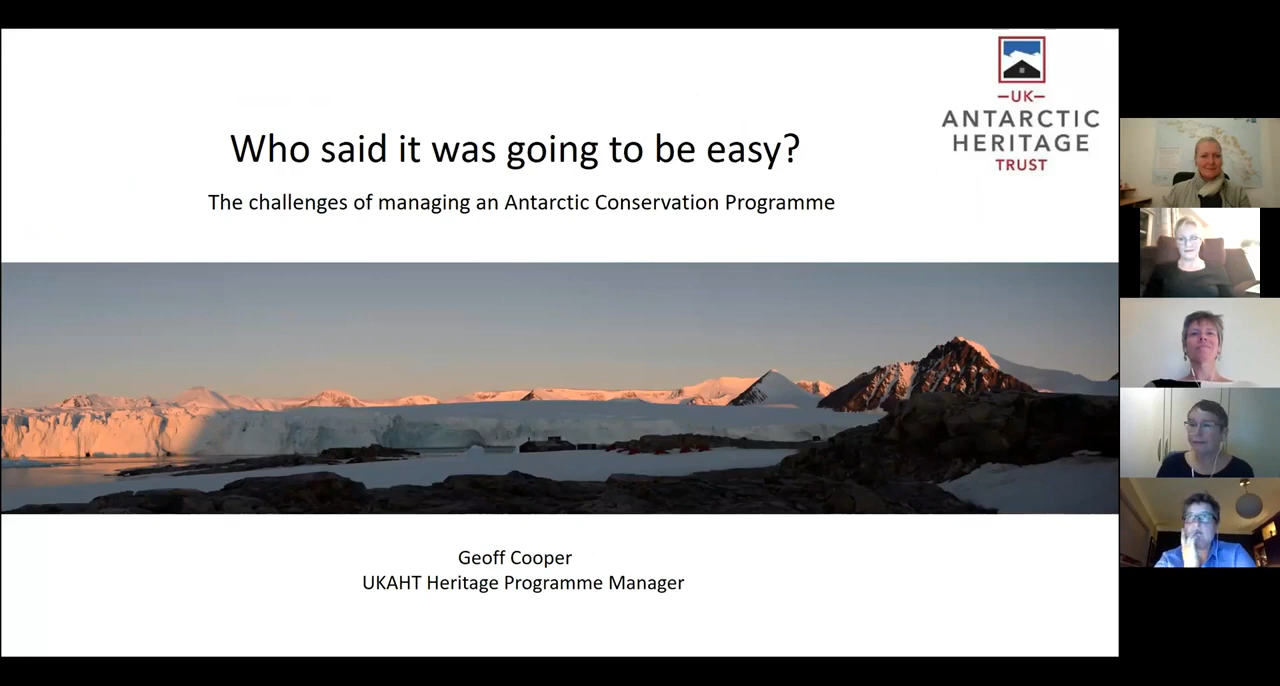 Who said it was going to be easy?
The challenges of managing an Antarctic Conservation Programme
–UK–
ANTARCTIC
HERITAGE
TRUST
Geoff Cooper
UKAHT Heritage Programme Manager